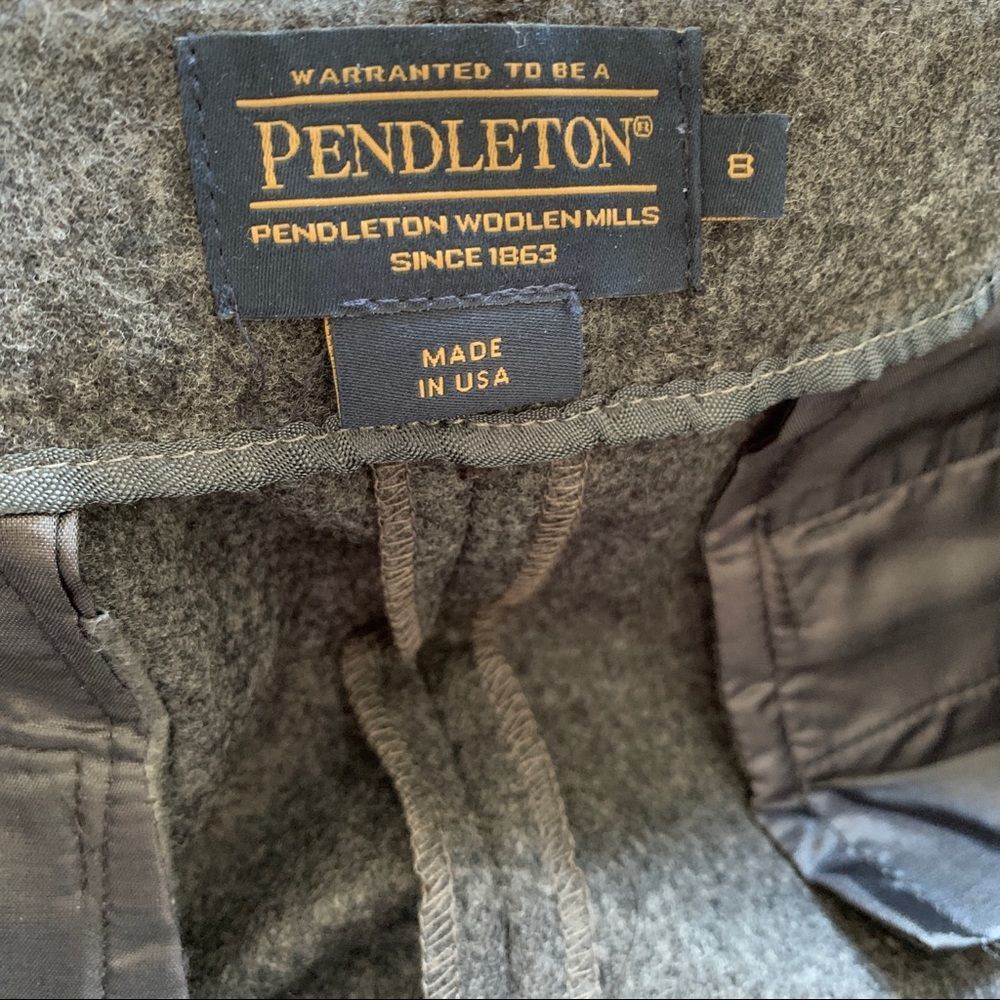 WARRANTED TO BE A
PENDLETON®
PENDLETON WOOLEN MILLS
SINCE 1863
8
MADE
IN USA